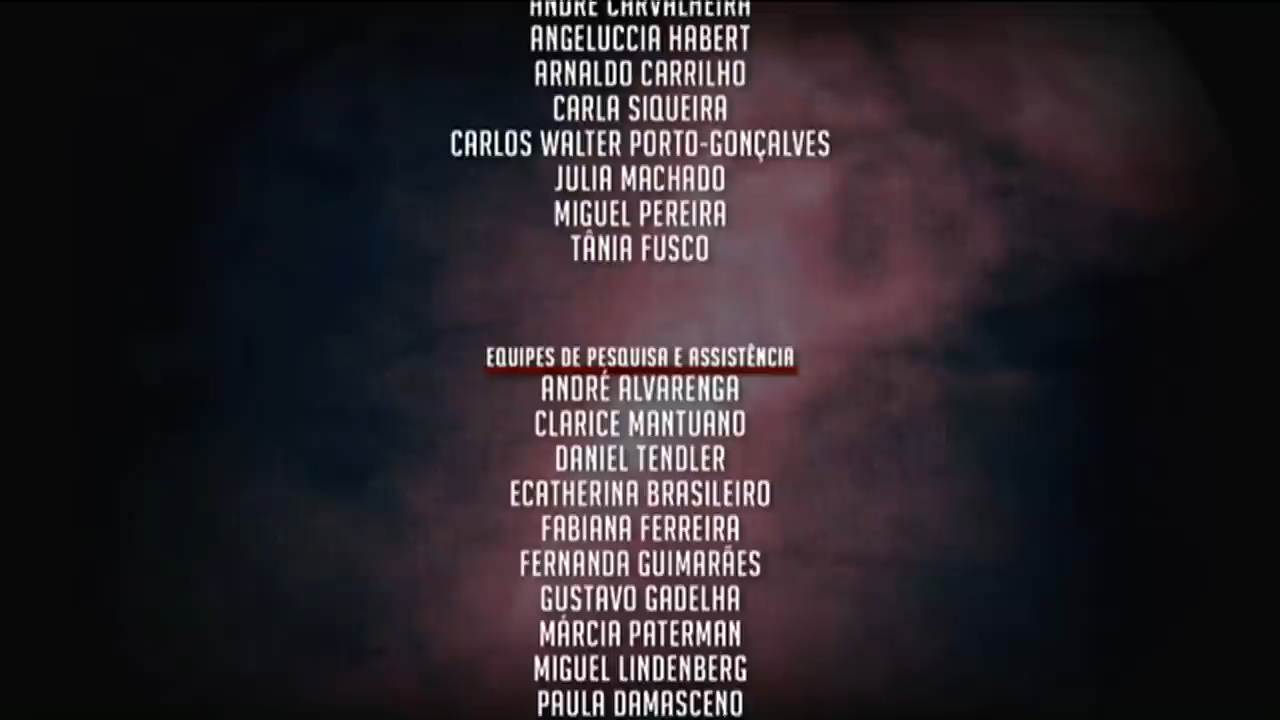 ANDRÉ CARVALHEIRA
ANGELUCCIA HABERT
ARNALDO CARRILHO
CARLA SIQUEIRA
CARLOS WALTER PORTO-GONÇALVES
JULIA MACHADO
MIGUEL PEREIRA
TÂNIA FUSCO
EQUIPES DE PESQUISA E ASSISTÊNCIA
ANDRÉ ALVARENGA
CLARICE MANTUANO
DANIEL TENDLER
ECATHERINA BRASILEIRO
FABIANA FERREIRA
FERNANDA GUIMARÃES
GUSTAVO GADELHA
MÁRCIA PATERMAN
MIGUEL LINDENBERG
PAULA DAMASCENO